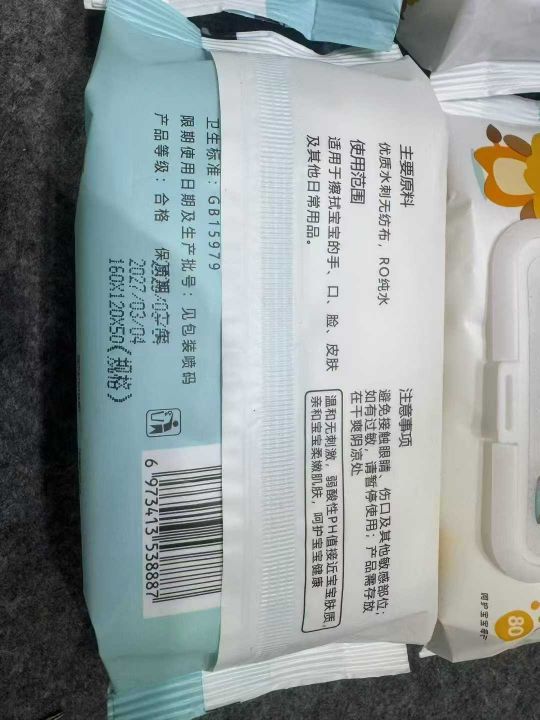 主要原料
优质水刺无纺布，RO纯水
使用范围
适用于擦拭宝宝的手、口、脸、皮肤
及其他日常用品。
注意事项
避免接触眼睛、伤口及其他敏感部位；
如有过敏，请暂停使用；产品需存放
在干爽阴凉处
温和无刺激，弱酸性PH值接近宝宝肤质，
亲和宝宝柔嫩肌肤，呵护宝宝健康
卫生标准：GB15979
限期使用日期及生产批号：见包装喷码
产品等级：合格 保质期：三年
2027/03/04
160X120X50(规格)
6 973413 538887
80